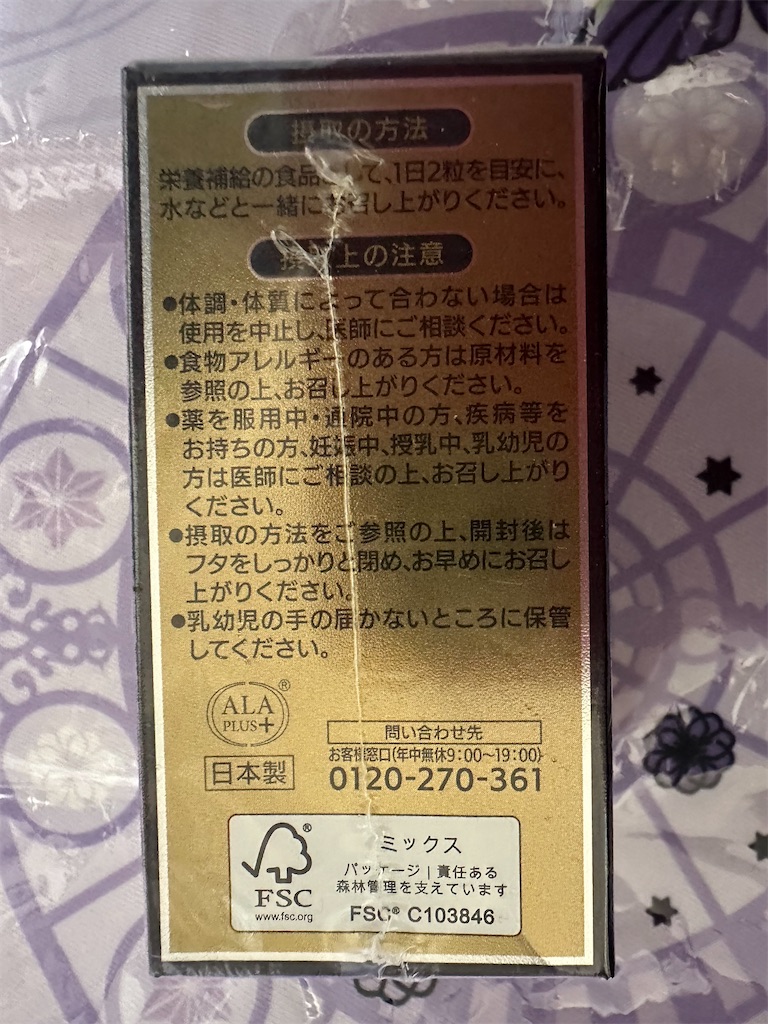 摂取の方法
栄養補給の食品として、1日2粒を目安に、
水などと一緒にお召し上がりください。
摂取上の注意
●体調・体質によって合わない場合は
使用を中止し、医師にご相談ください。
●食物アレルギーのある方は原材料を
参照の上、お召し上がりください。
●薬を服用中・通院中の方、疾病等を
お持ちの方、妊娠中、授乳中、乳幼児の
方は医師にご相談の上、お召し上がり
ください。
●摂取の方法をご参照の上、開封後は
フタをしっかりと閉め、お早めにお召し
上がりください。
●乳幼児の手の届かないところに保管
してください。
ALA®
PLUS+
日本製
問い合わせ先
お客様窓口(年中無休9:00〜19:00)
0120-270-361
®
FSC
www.fsc.org
ミックス
パッケージ|責任ある
森林管理を支えています
FSC® C103846